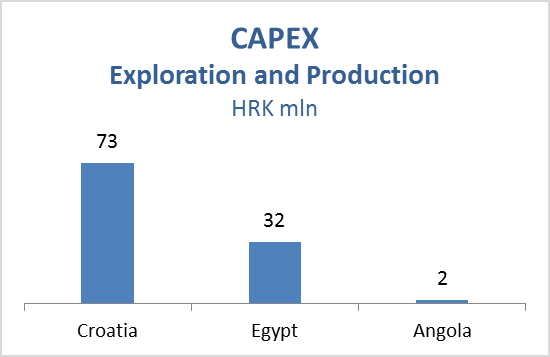 CAPEX
Exploration and Production
HRK mln
73
32
2
Croatia
Egypt
Angola